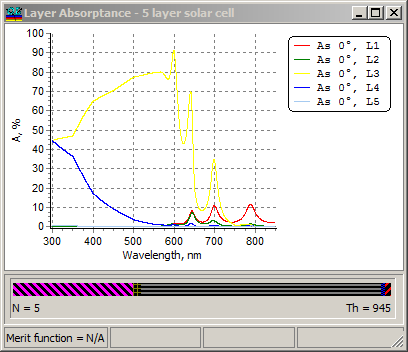 Layer Absorptance - 5 layer solar cell
A, %
100
90
80
70
60
50
40
30
20
10
0
300 400 500 600 700 800
Wavelength, nm
As 0°, L1
As 0°, L2
As 0°, L3
As 0°, L4
As 0°, L5
N = 5 Th = 945
Merit function = N/A